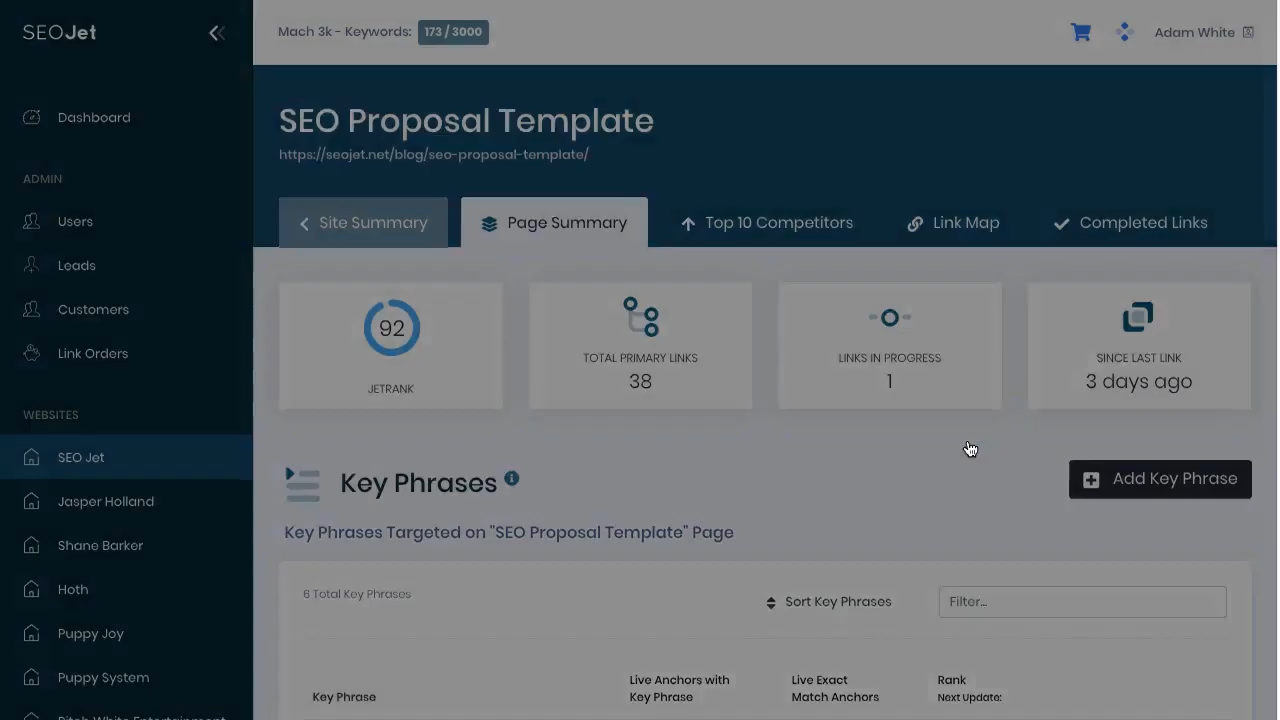 SEOJet
Mach 3k - Keywords: 173 / 3000
Adam White
Dashboard
ADMIN
Users
Leads
Customers
Link Orders
WEBSITES
SEO Jet
Jasper Holland
Shane Barker
Hoth
Puppy Joy
Puppy System
Pitch White Entertainment
SEO Proposal Template
https://seojet.net/blog/seo-proposal-template/
Site Summary
Page Summary
Top 10 Competitors
Link Map
Completed Links
92
JETRANK
TOTAL PRIMARY LINKS
38
LINKS IN PROGRESS
1
SINCE LAST LINK
3 days ago
Key Phrases
Add Key Phrase
Key Phrases Targeted on "SEO Proposal Template" Page
6 Total Key Phrases
Sort Key Phrases
Filter...
Key Phrase
Live Anchors with
Key Phrase
Live Exact
Match Anchors
Rank
Next Update: